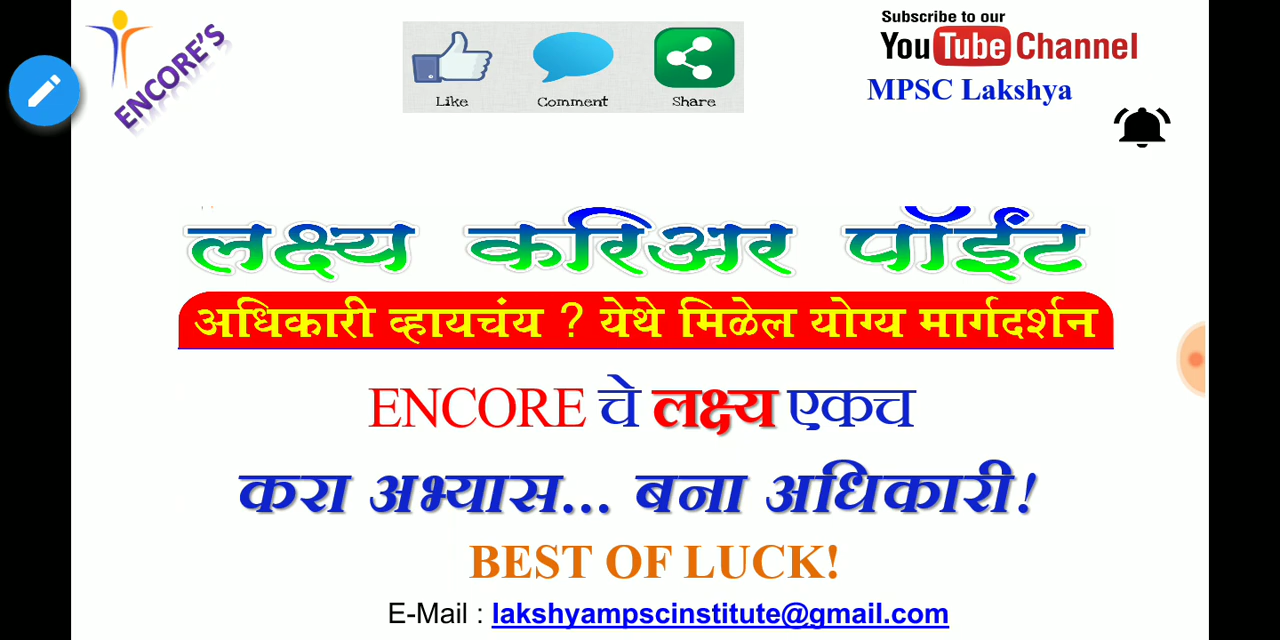 ENCORE'S
Like
Comment
Share
Subscribe to our
YouTube Channel
MPSC Lakshya
लक्ष्य करिअर पॉईंट
अधिकारी व्हायचंय ? येथे मिळेल योग्य मार्गदर्शन
ENCORE चे लक्ष्य एकच
करा अभ्यास... बना अधिकारी!
BEST OF LUCK!
E-Mail : lakshyampscinstitute@gmail.com